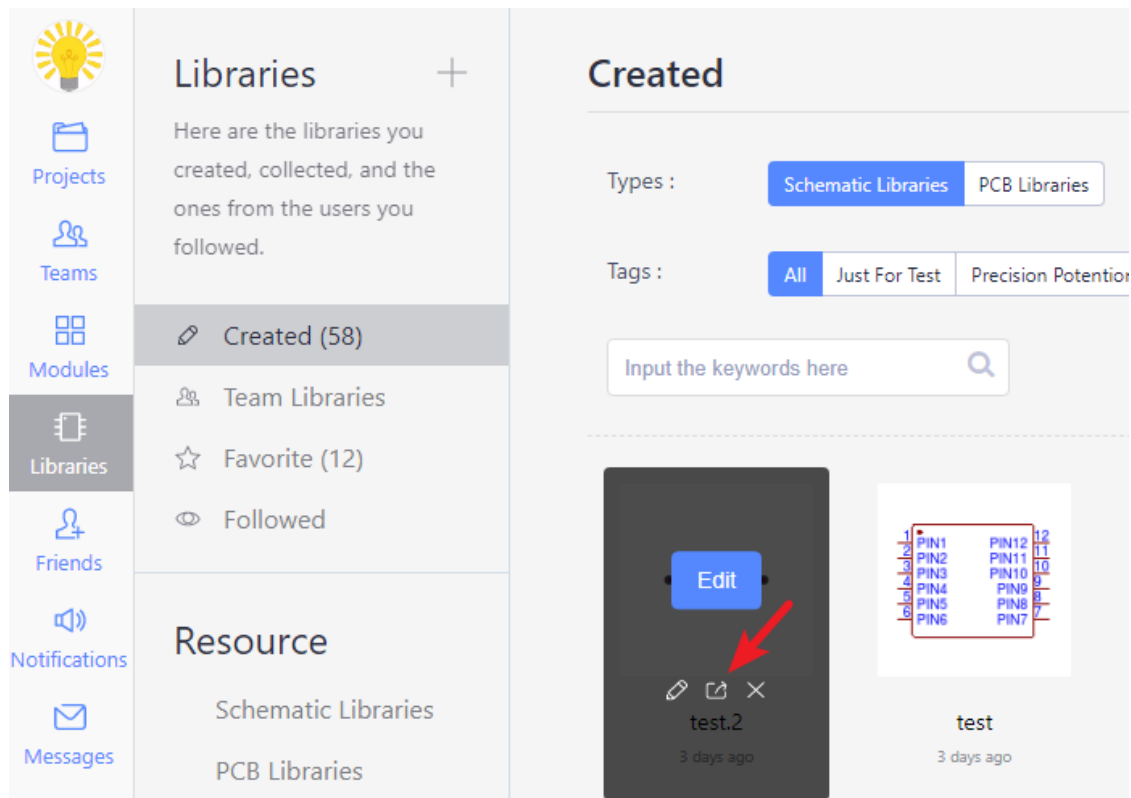 Projects
Teams
Modules
Libraries
Friends
Notifications
Messages
Libraries
Here are the libraries you
created, collected, and the
ones from the users you
followed.
Created (58)
Team Libraries
Favorite (12)
Followed
Resource
Schematic Libraries
PCB Libraries
Created
Types :
Schematic Libraries
PCB Libraries
Tags :
All
Just For Test
Precision Potention
Input the keywords here
Edit
test.2
3 days ago
1 PIN1 PIN12 12
2 PIN2 PIN11 11
3 PIN3 PIN10 10
4 PIN4 PIN9 9
5 PIN5 PIN8 8
6 PIN6 PIN7 7
test
3 days ago